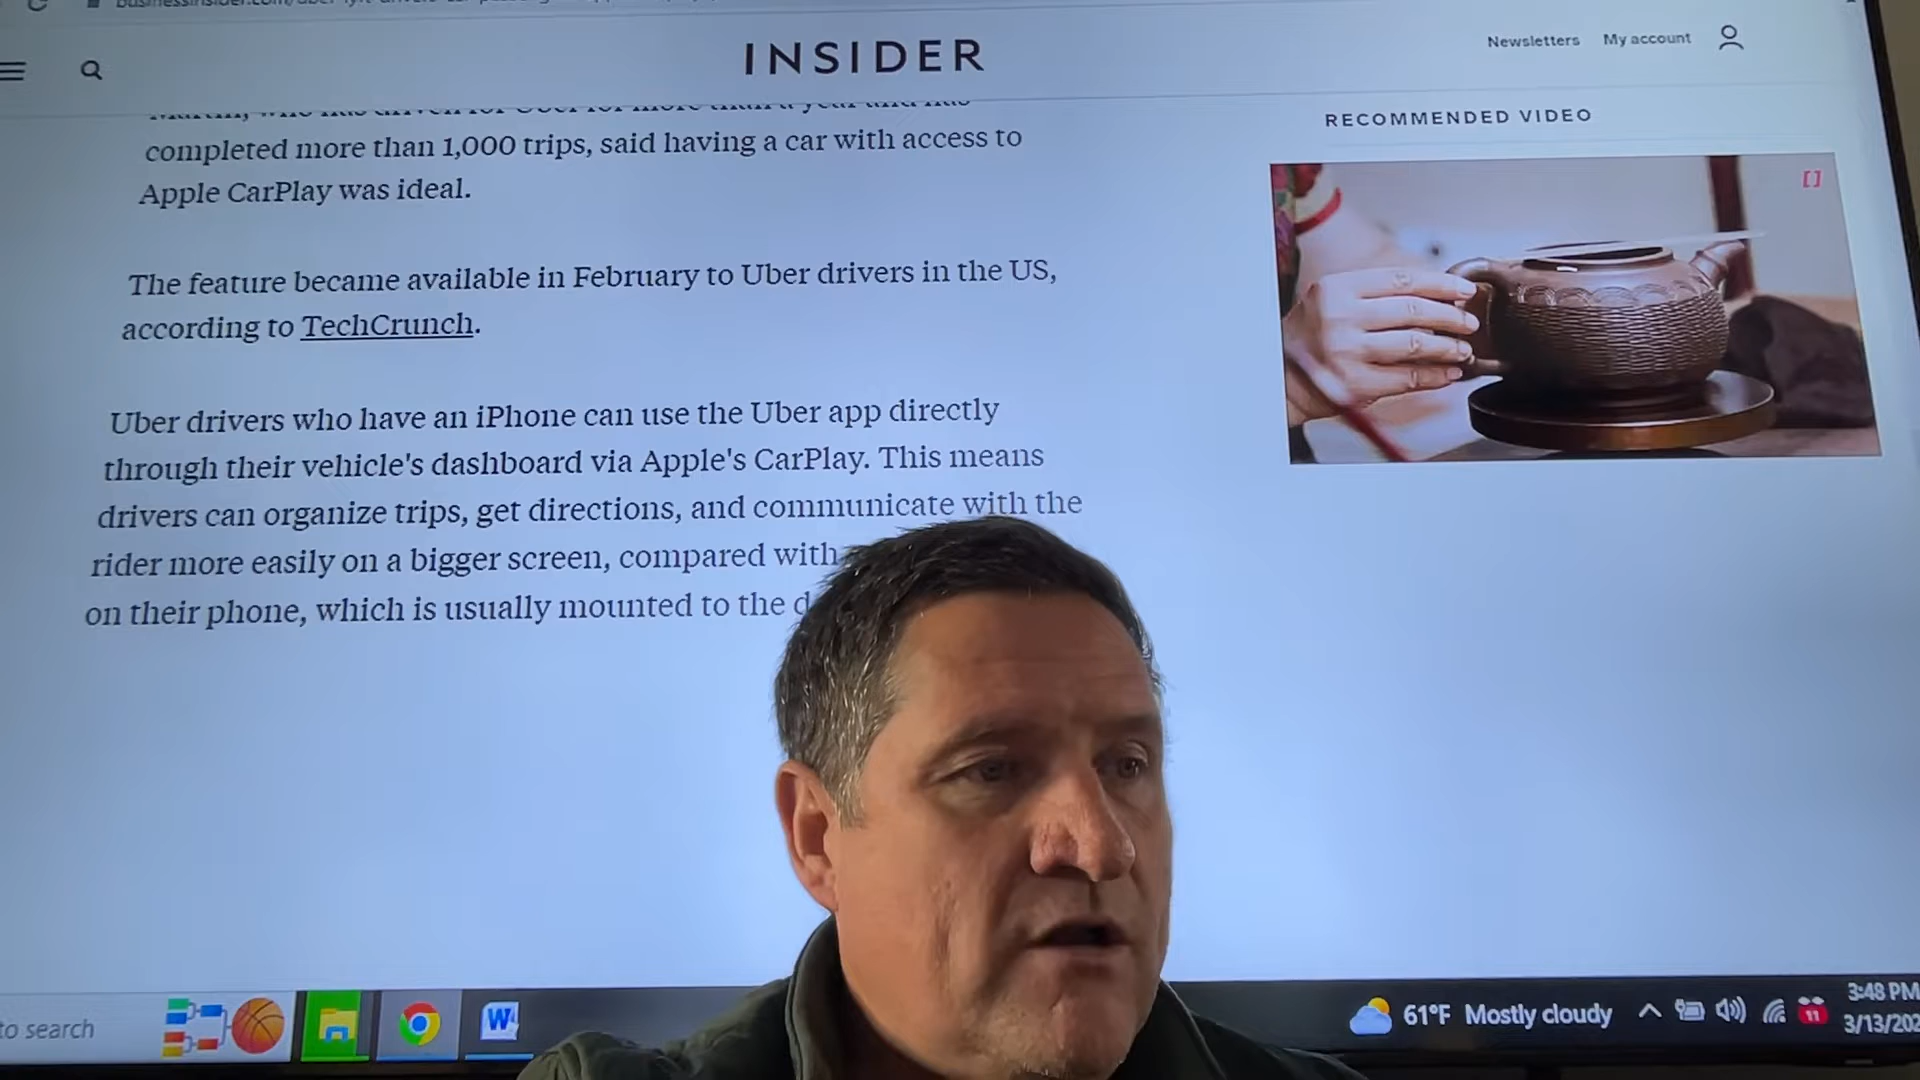 INSIDER
Newsletters My account
RECOMMENDED VIDEO
completed more than 1,000 trips, said having a car with access to
Apple CarPlay was ideal.
The feature became available in February to Uber drivers in the US,
according to TechCrunch.
Uber drivers who have an iPhone can use the Uber app directly
through their vehicle's dashboard via Apple's CarPlay. This means
drivers can organize trips, get directions, and communicate with the
rider more easily on a bigger screen, compared with
on their phone, which is usually mounted to the d
to search
W
61°F Mostly cloudy
11
3:48 PM
3/13/202